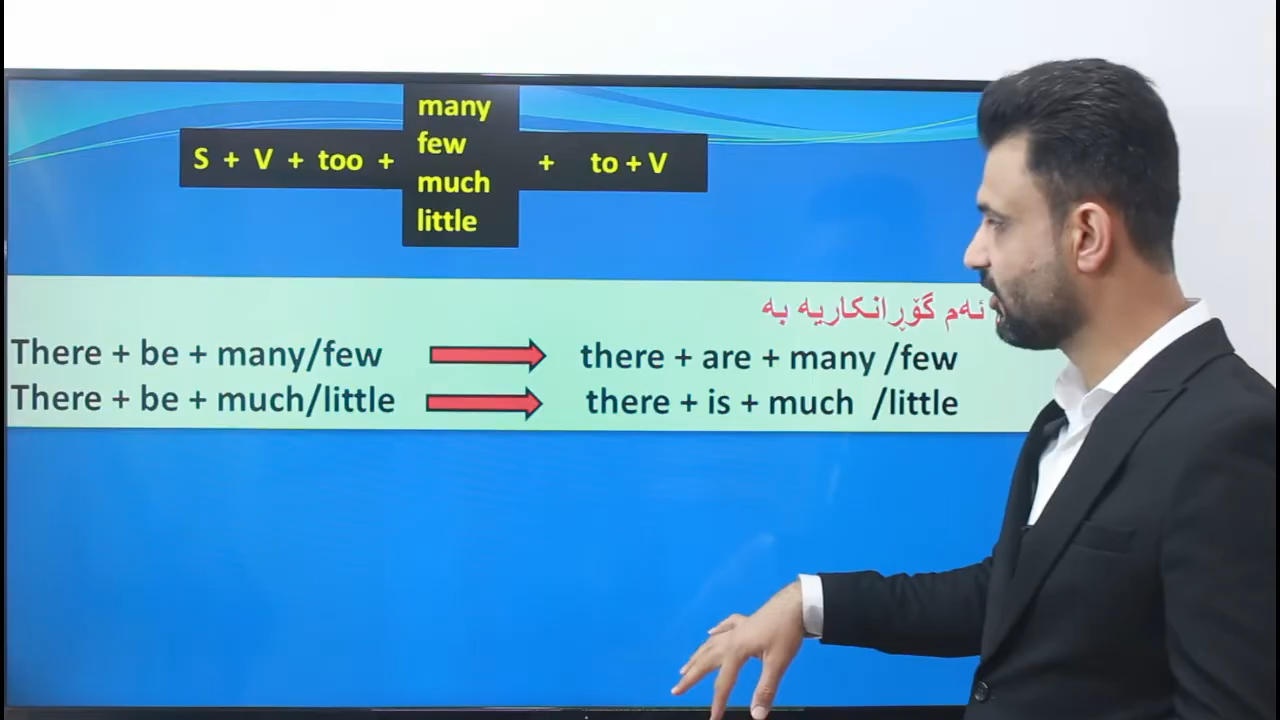 many
few
S + V + too + + to + V
much
little
ئەم گۆڕانکاریە بە
There + be + many/few there + are + many /few
There + be + much/little there + is + much /little